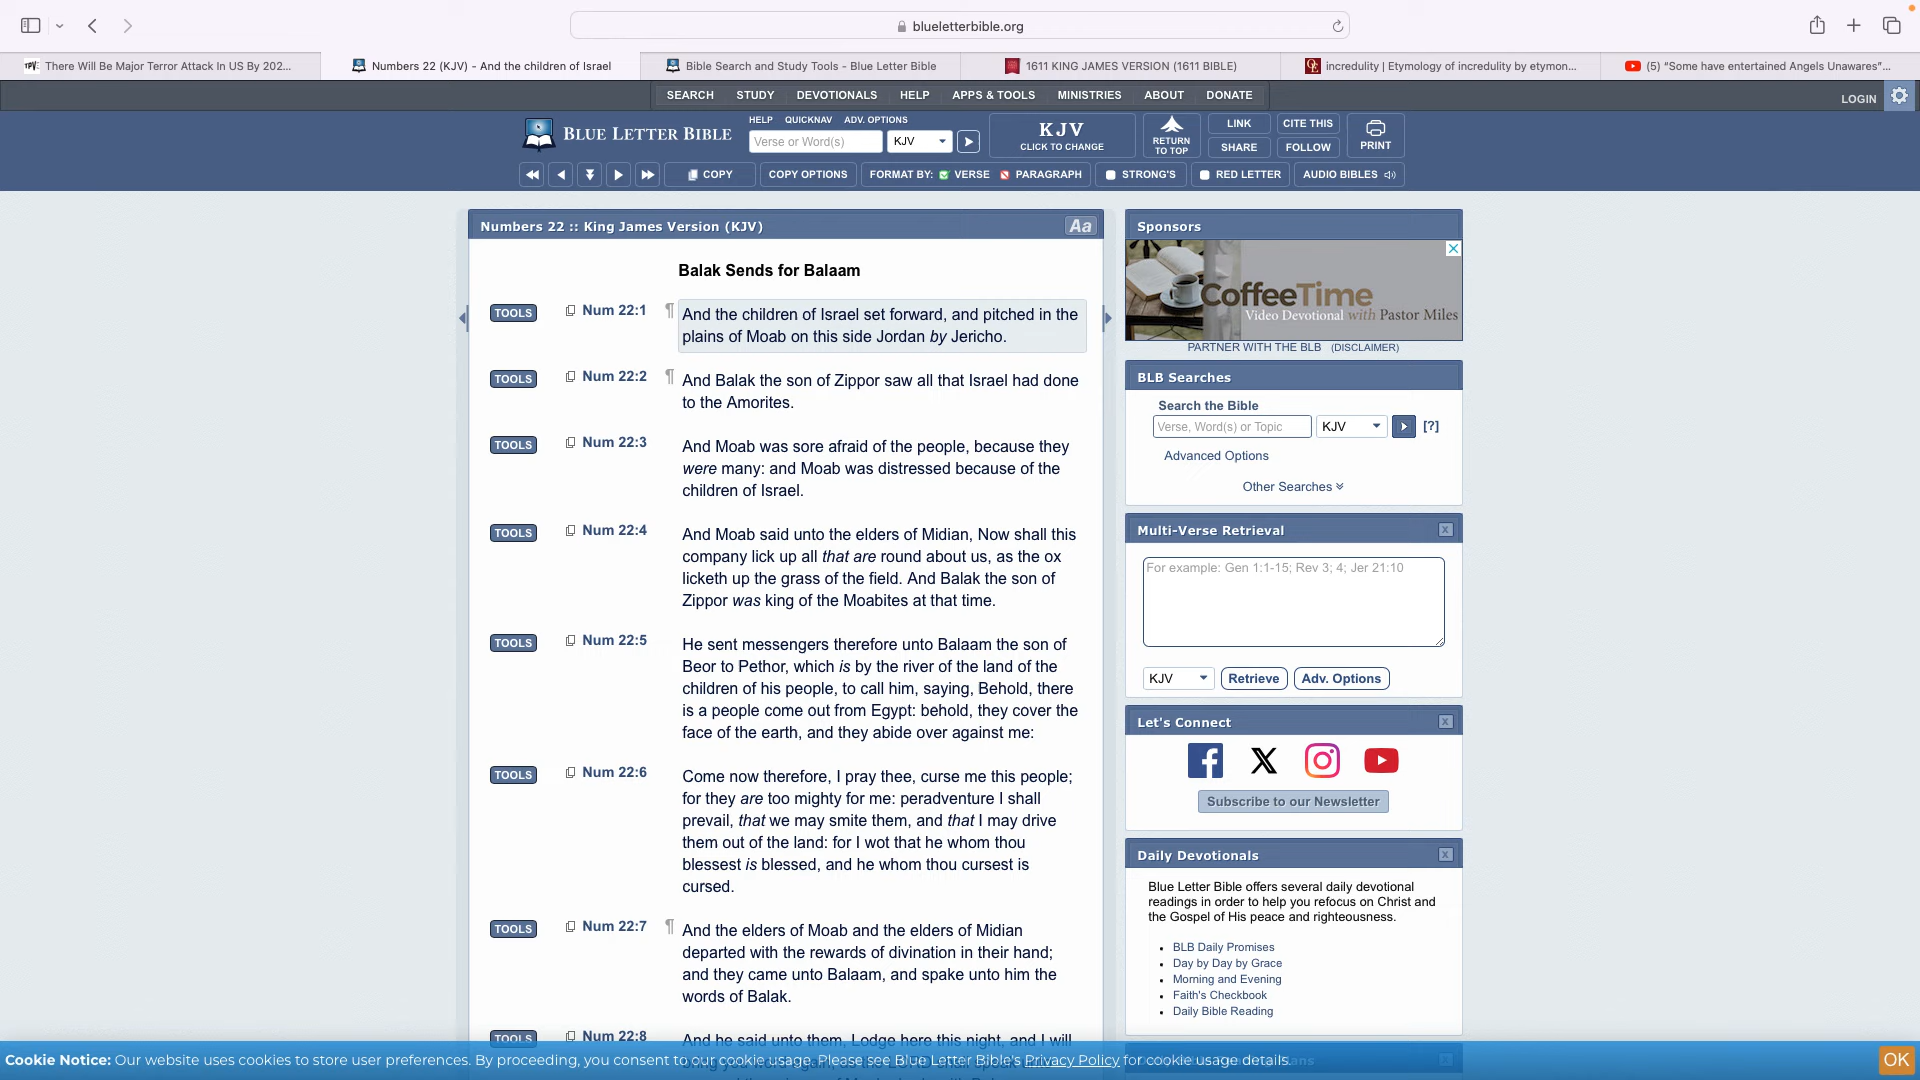 blueletterbible.org
There Will Be Major Terror Attack In US By 202...
Numbers 22 (KJV) - And the children of Israel
Bible Search and Study Tools - Blue Letter Bible
1611 KING JAMES VERSION (1611 BIBLE)
incredulity | Etymology of incredulity by etymon...
(5) “Some have entertained Angels Unawares”...
SEARCH STUDY DEVOTIONALS HELP APPS & TOOLS MINISTRIES ABOUT DONATE
LOGIN
BLUE LETTER BIBLE
HELP QUICKNAV ADV. OPTIONS
Verse or Word(s) KJV
KJV
CLICK TO CHANGE
RETURN
TO TOP
LINK CITE THIS
SHARE FOLLOW
PRINT
COPY COPY OPTIONS FORMAT BY: VERSE PARAGRAPH STRONG'S RED LETTER AUDIO BIBLES
Numbers 22 :: King James Version (KJV) Aa
Balak Sends for Balaam
TOOLS Num 22:1 ¶ And the children of Israel set forward, and pitched in the
plains of Moab on this side Jordan by Jericho.
TOOLS Num 22:2 ¶ And Balak the son of Zippor saw all that Israel had done
to the Amorites.
TOOLS Num 22:3 And Moab was sore afraid of the people, because they
were many: and Moab was distressed because of the
children of Israel.
TOOLS Num 22:4 And Moab said unto the elders of Midian, Now shall this
company lick up all that are round about us, as the ox
licketh up the grass of the field. And Balak the son of
Zippor was king of the Moabites at that time.
TOOLS Num 22:5 He sent messengers therefore unto Balaam the son of
Beor to Pethor, which is by the river of the land of the
children of his people, to call him, saying, Behold, there
is a people come out from Egypt: behold, they cover the
face of the earth, and they abide over against me:
TOOLS Num 22:6 Come now therefore, I pray thee, curse me this people;
for they are too mighty for me: peradventure I shall
prevail, that we may smite them, and that I may drive
them out of the land: for I wot that he whom thou
blessest is blessed, and he whom thou cursest is
cursed.
TOOLS Num 22:7 ¶ And the elders of Moab and the elders of Midian
departed with the rewards of divination in their hand;
and they came unto Balaam, and spake unto him the
words of Balak.
TOOLS Num 22:8 And he said unto them, Lodge here this night, and I will
Sponsors
CoffeeTime
Video Devotional with Pastor Miles
PARTNER WITH THE BLB (DISCLAIMER)
BLB Searches
Search the Bible
Verse, Word(s) or Topic KJV [?]
Advanced Options
Other Searches
Multi-Verse Retrieval x
For example: Gen 1:1-15; Rev 3; 4; Jer 21:10
KJV Retrieve Adv. Options
Let's Connect x
Subscribe to our Newsletter
Daily Devotionals x
Blue Letter Bible offers several daily devotional
readings in order to help you refocus on Christ and
the Gospel of His peace and righteousness.
BLB Daily Promises
Day by Day by Grace
Morning and Evening
Faith's Checkbook
Daily Bible Reading
Cookie Notice: Our website uses cookies to store user preferences. By proceeding, you consent to our cookie usage. Please see Blue Letter Bible's Privacy Policy for cookie usage details.
OK